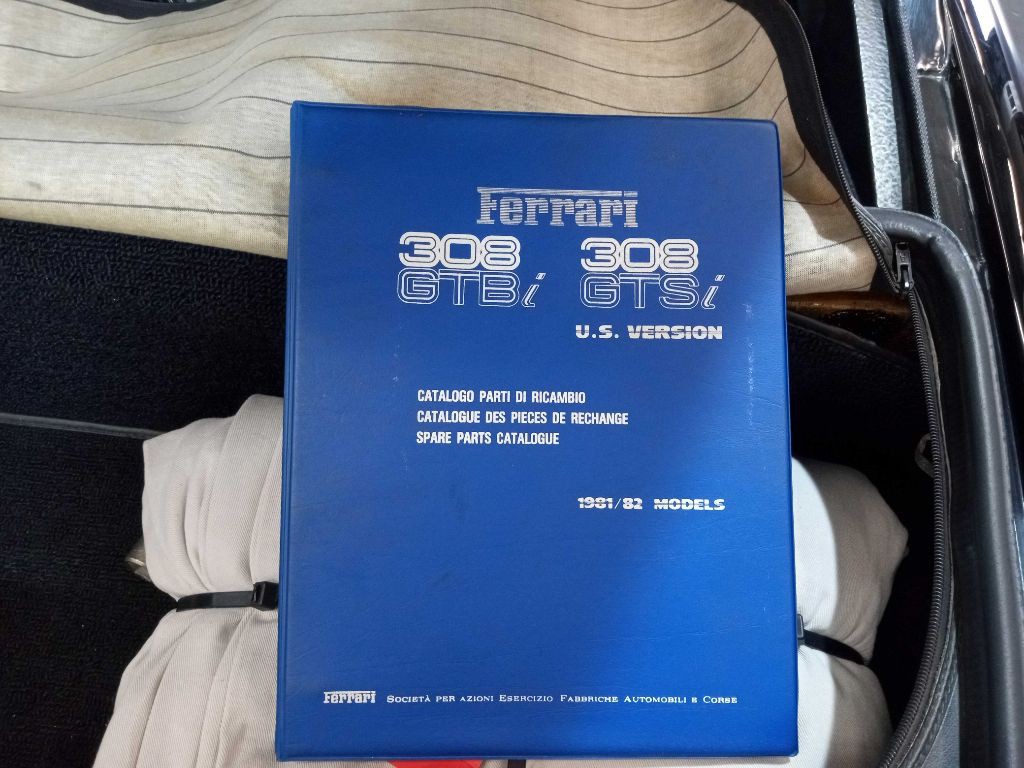 Ferrari
308 308
GTBi GTSi
U.S. VERSION
CATALOGO PARTI DI RICAMBIO
CATALOGUE DES PIECES DE RECHANGE
SPARE PARTS CATALOGUE
1981/82 MODELS
Ferrari SOCIETÀ PER AZIONI ESERCIZIO FABBRICHE AUTOMOBILI E CORSE